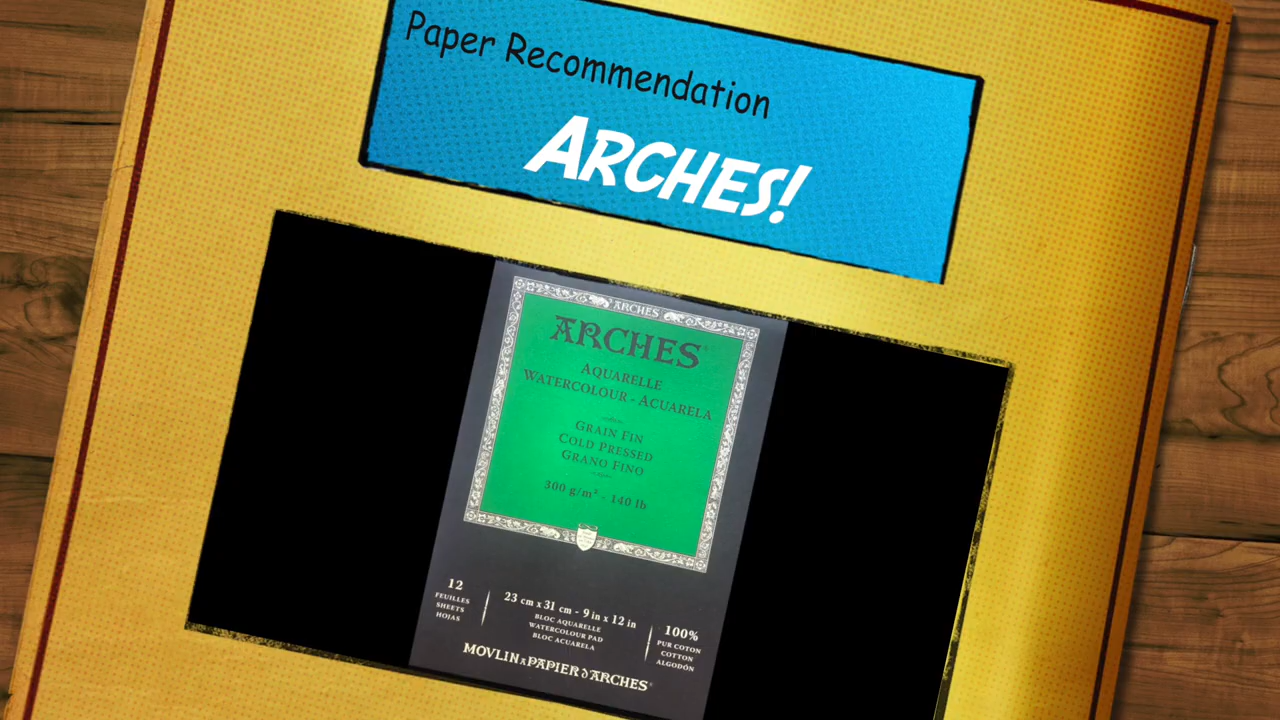 Paper Recommendation
ARCHES!
ARCHES
ARCHES
AQUARELLE
WATERCOLOUR - ACUARELA
GRAIN FIN
COLD PRESSED
GRANO FINO
300 g/m² - 140 lb
12
FEUILLES
SHEETS
HOJAS
23 cm x 31 cm - 9 in x 12 in
BLOC AQUARELLE
WATERCOLOUR PAD
BLOC ACUARELA
100%
PUR COTON
COTTON
ALGODÓN
MOVLIN À PAPIER D'ARCHES